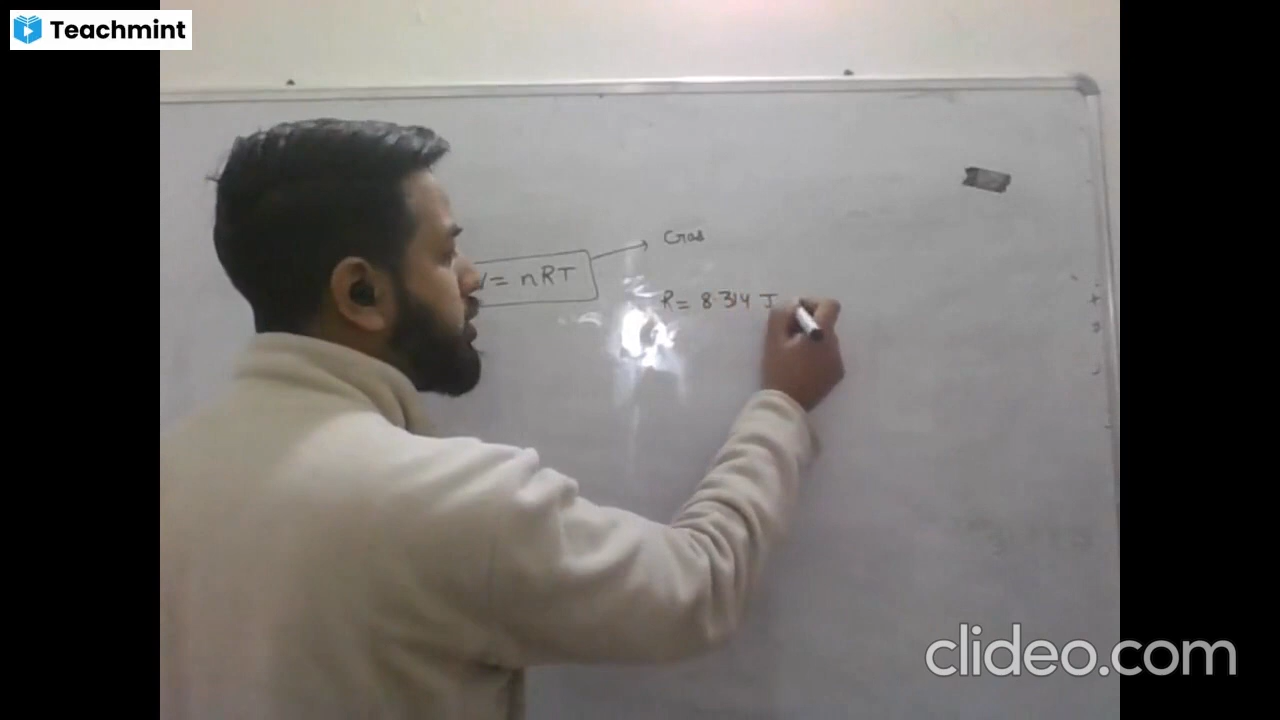 Teachmint
Gas
V = nRT
R = 8.314 J
clideo.com